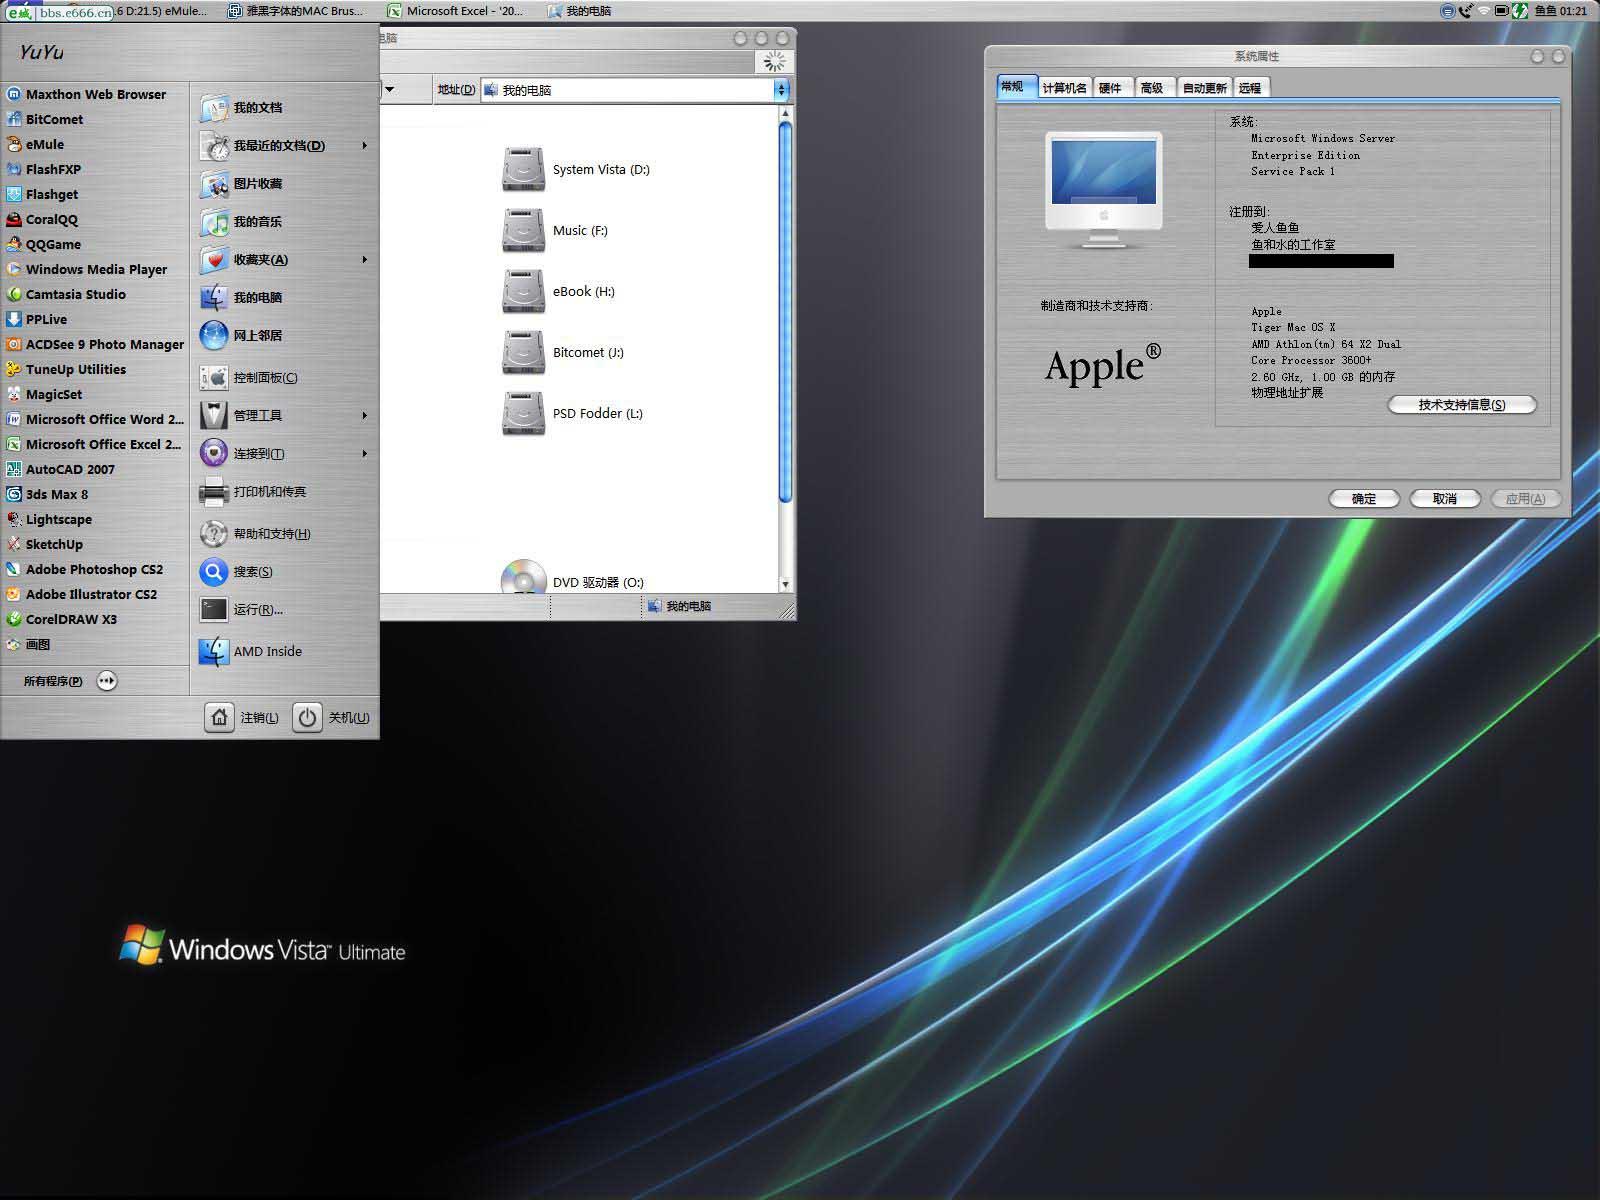 e城 bbs.e666.cn
.6 D:21.5) eMule...
雅黑字体的MAC Brus...
Microsoft Excel - '20...
我的电脑
鱼鱼 01:21
YuYu
Maxthon Web Browser
BitComet
eMule
FlashFXP
Flashget
CoralQQ
QQGame
Windows Media Player
Camtasia Studio
PPLive
ACDSee 9 Photo Manager
TuneUp Utilities
MagicSet
Microsoft Office Word 2...
Microsoft Office Excel 2...
AutoCAD 2007
3ds Max 8
Lightscape
SketchUp
Adobe Photoshop CS2
Adobe Illustrator CS2
CorelDRAW X3
画图
所有程序(P)
我的文档
我最近的文档(D)
图片收藏
我的音乐
收藏夹(A)
我的电脑
网上邻居
控制面板(C)
管理工具
连接到(T)
打印机和传真
帮助和支持(H)
搜索(S)
运行(R)...
AMD Inside
注销(L)
关机(U)
电脑
地址(D)
我的电脑
System Vista (D:)
Music (F:)
eBook (H:)
Bitcomet (J:)
PSD Fodder (L:)
DVD 驱动器 (O:)
我的电脑
系统属性
常规
计算机名
硬件
高级
自动更新
远程
系统:
Microsoft Windows Server
Enterprise Edition
Service Pack 1
注册到:
爱人鱼鱼
鱼和水的工作室
制造商和技术支持商:
Apple®
Apple
Tiger Mac OS X
AMD Athlon(tm) 64 X2 Dual
Core Processor 3600+
2.60 GHz, 1.00 GB 的内存
物理地址扩展
技术支持信息(S)
确定
取消
应用(A)
Windows Vista™ Ultimate